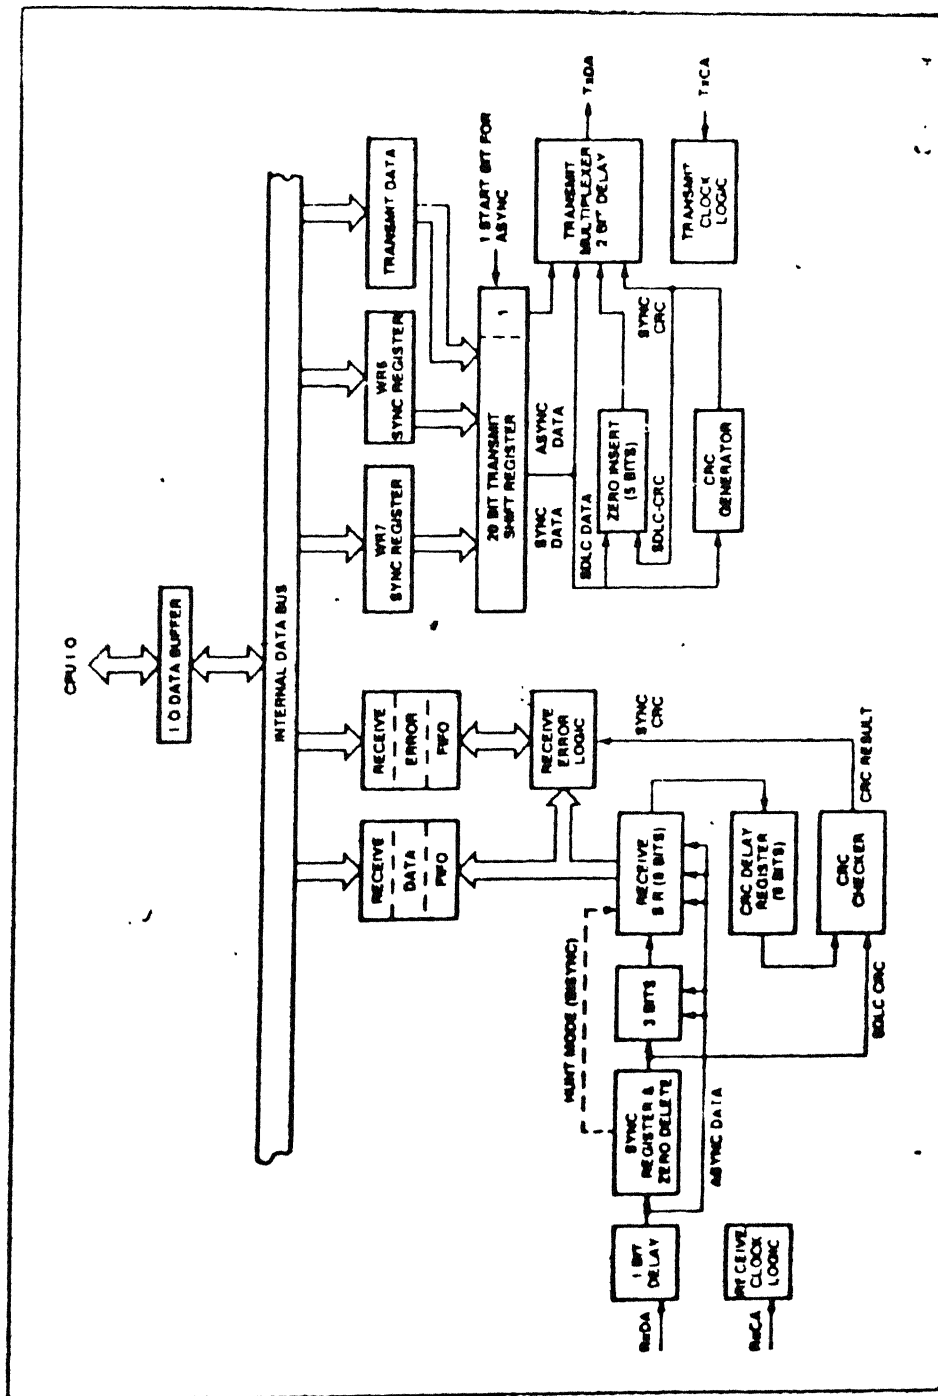 CPU I O
I O DATA BUFFER
INTERNAL DATA BUS
RECEIVE
DATA
FIFO
RECEIVE
ERROR
FIFO
WR7
SYNC REGISTER
WR6
SYNC REGISTER
TRANSMIT DATA
RECEIVE
ERROR
LOGIC
20 BIT TRANSMIT
SHIFT REGISTER
1
1 START BIT FOR
ASYNC
HUNT MODE (BISYNC)
RxDA
1 BIT
DELAY
SYNC
REGISTER &
ZERO DELETE
3 BITS
RECEIVE
S R (8 BITS)
SYNC
CRC
SYNC
DATA
ASYNC
DATA
TRANSMIT
MULTIPLEXER
2 BIT DELAY
TxDA
SDLC DATA
ZERO INSERT
(5 BITS)
SDLC-CRC
SYNC
CRC
ASYNC DATA
CRC DELAY
REGISTER
(8 BITS)
RxCA
RECEIVE
CLOCK
LOGIC
SDLC CRC
CRC
CHECKER
CRC RESULT
CRC
GENERATOR
TRANSMIT
CLOCK
LOGIC
TxCA